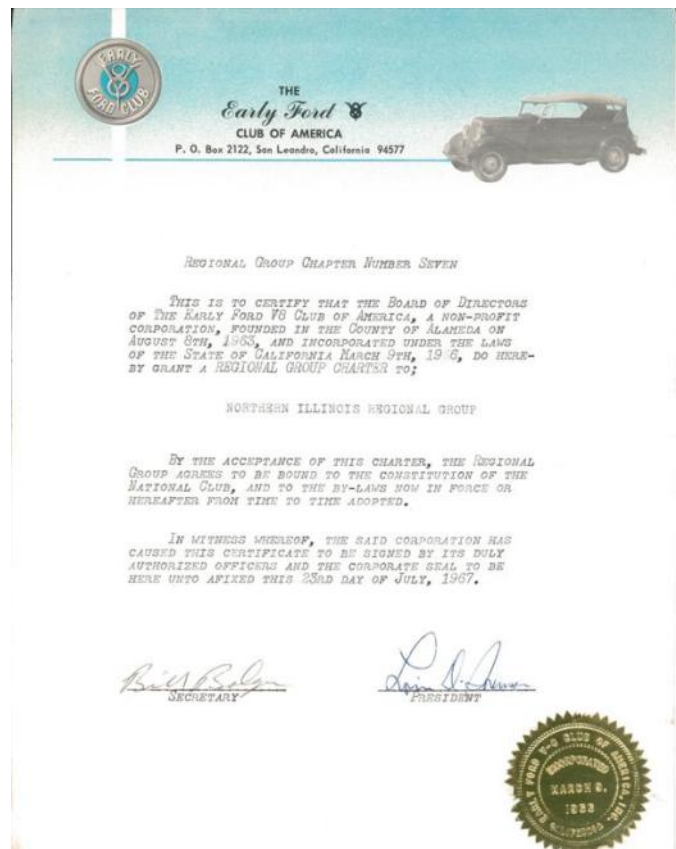 EARLY
V8
FORD CLUB
THE
Early Ford V8
CLUB OF AMERICA
P. O. Box 2122, San Leandro, California 94577
REGIONAL GROUP CHAPTER NUMBER SEVEN
THIS IS TO CERTIFY THAT THE BOARD OF DIRECTORS
OF THE EARLY FORD V8 CLUB OF AMERICA, A NON-PROFIT
CORPORATION, FOUNDED IN THE COUNTY OF ALAMEDA ON
AUGUST 8TH, 1963, AND INCORPORATED UNDER THE LAWS
OF THE STATE OF CALIFORNIA MARCH 9TH, DO HERE-
BY GRANT A REGIONAL GROUP CHARTER TO;
NORTHERN ILLINOIS REGIONAL GROUP
BY THE ACCEPTANCE OF THIS CHARTER, THE REGIONAL
GROUP AGREES TO BE BOUND TO THE CONSTITUTION OF THE
NATIONAL CLUB, AND TO THE BY-LAWS NOW IN FORCE OR
HEREAFTER FROM TIME TO TIME ADOPTED.
IN WITNESS WHEREOF, THE SAID CORPORATION HAS
CAUSED THIS CERTIFICATE TO BE SIGNED BY ITS DULY
AUTHORIZED OFFICERS AND THE CORPORATE SEAL TO BE
HERE UNTO AFIXED THIS 23RD DAY OF JULY, 1967.
Bill
SECRETARY
PRESIDENT
EARLY FORD V-8 CLUB OF AMERICA, INC.
INCORPORATED
MARCH 9,
CALIFORNIA